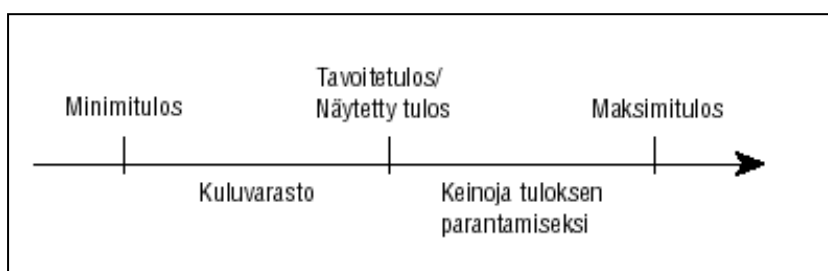 Minimitulos
Tavoitetulos/
Näytetty tulos
Maksimitulos
Kuluvarasto
Keinoja tuloksen
parantamiseksi